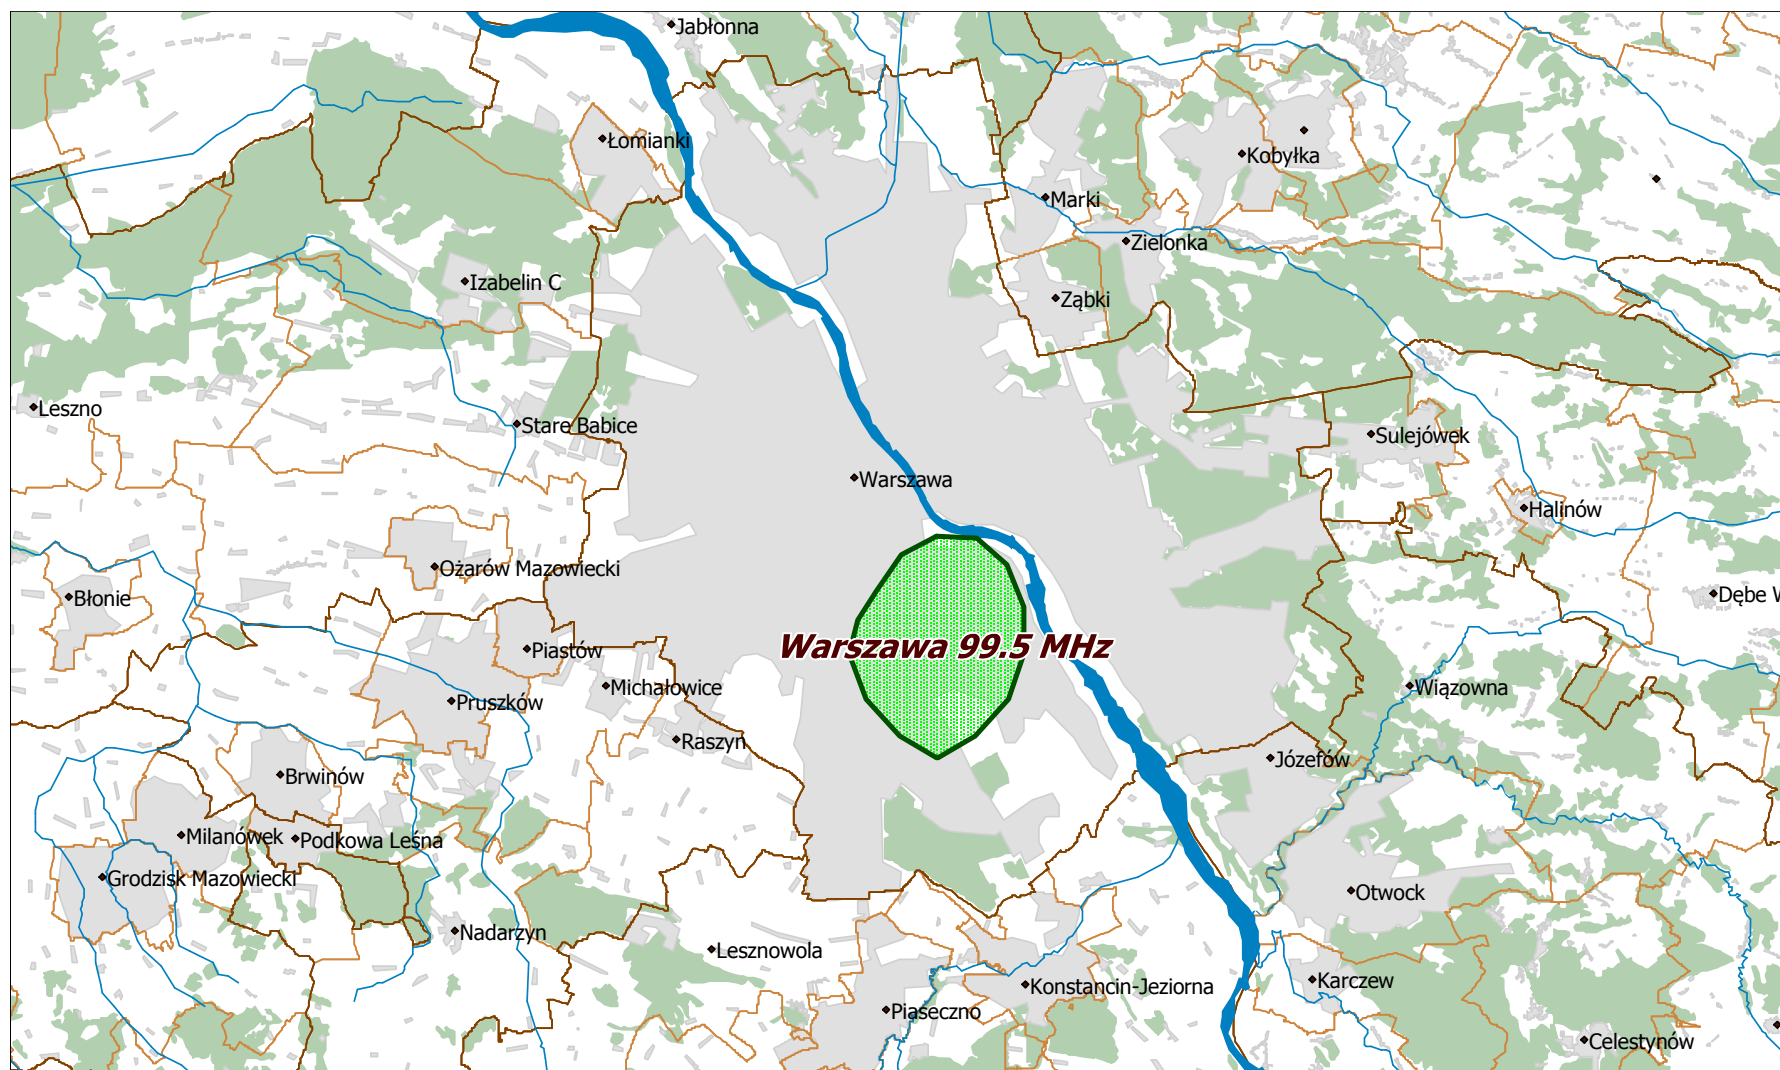 Jabłonna
Łomianki
Kobyłka
Marki
Zielonka
Izabelin C
Ząbki
Leszno
Stare Babice
Sulejówek
Warszawa
Halinów
Ożarów Mazowiecki
Błonie
Dębe W
Warszawa 99.5 MHz
Piastów
Michałowice
Wiązowna
Pruszków
Raszyn
Józefów
Brwinów
Milanówek
Podkowa Leśna
Grodzisk Mazowiecki
Otwock
Nadarzyn
Lesznowola
Karczew
Konstancin-Jeziorna
Piaseczno
Celestynów